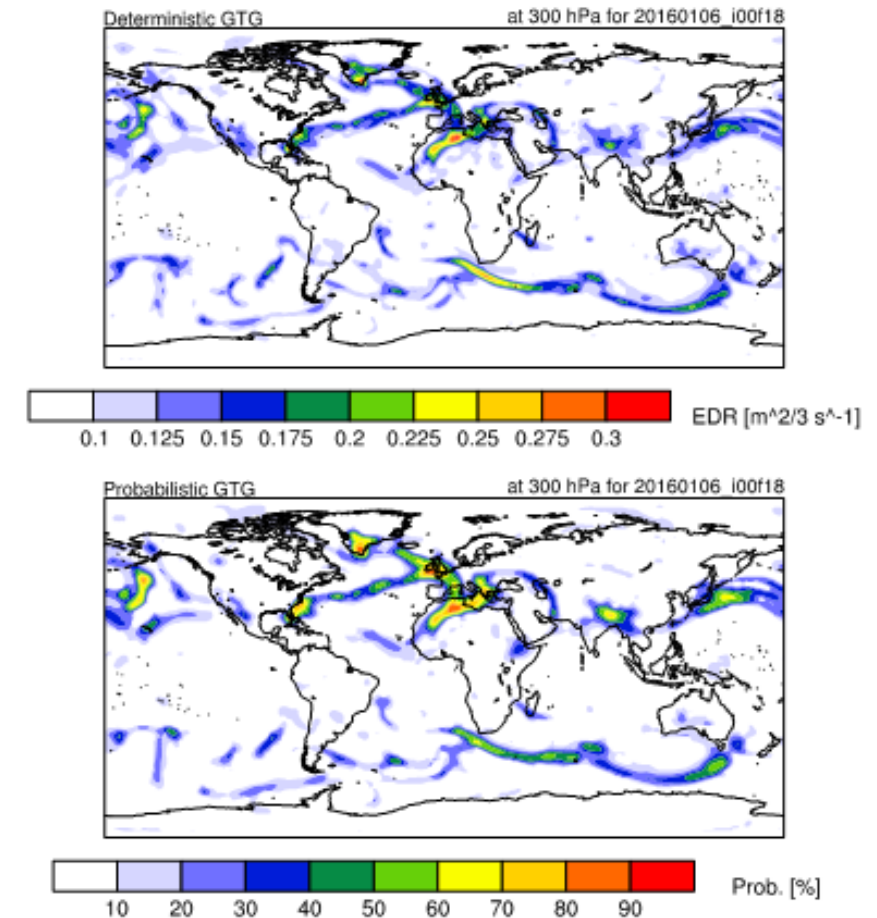 Deterministic GTG at 300 hPa for 20160106_i00f18
0.1 0.125 0.15 0.175 0.2 0.225 0.25 0.275 0.3 EDR [m^2/3 s^-1]
Probabilistic GTG at 300 hPa for 20160106_i00f18
10 20 30 40 50 60 70 80 90 Prob. [%]